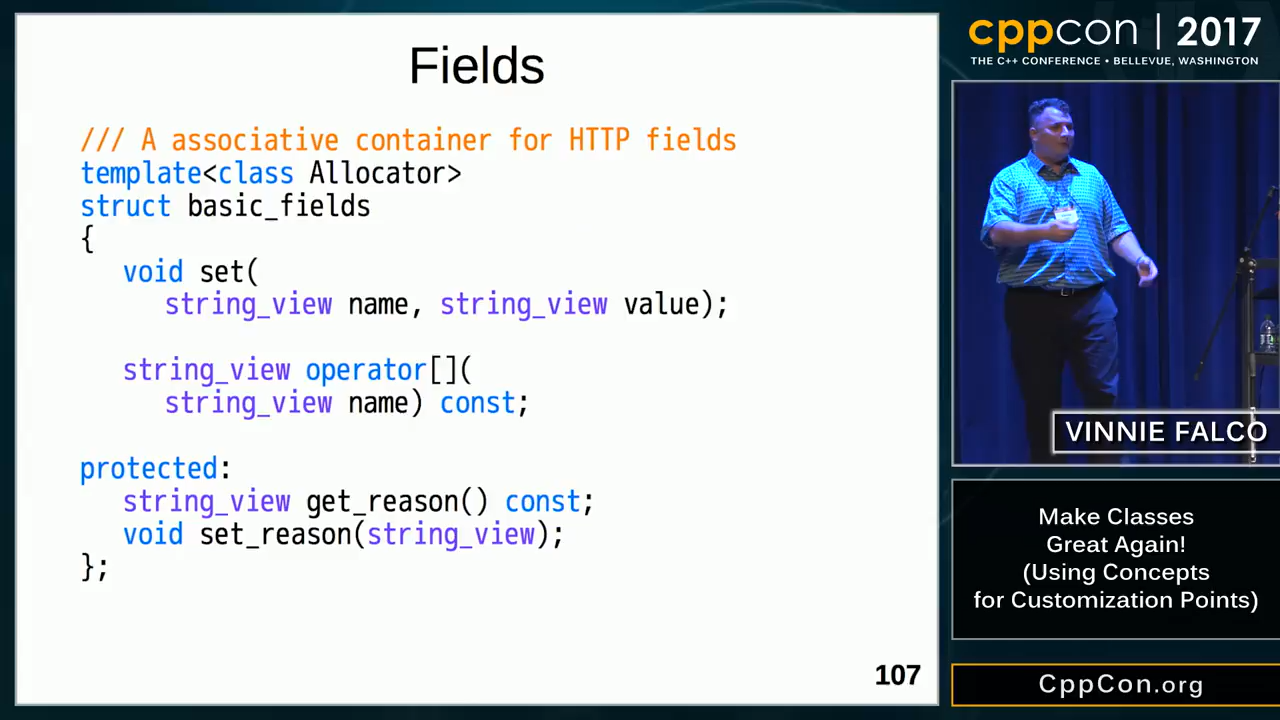 Fields
/// A associative container for HTTP fields
template<class Allocator>
struct basic_fields
{
void set(
string_view name, string_view value);
string_view operator[](
string_view name) const;
protected:
string_view get_reason() const;
void set_reason(string_view);
};
107
cppcon | 2017
THE C++ CONFERENCE • BELLEVUE, WASHINGTON
VINNIE FALCO
Make Classes
Great Again!
(Using Concepts
for Customization Points)
CppCon.org